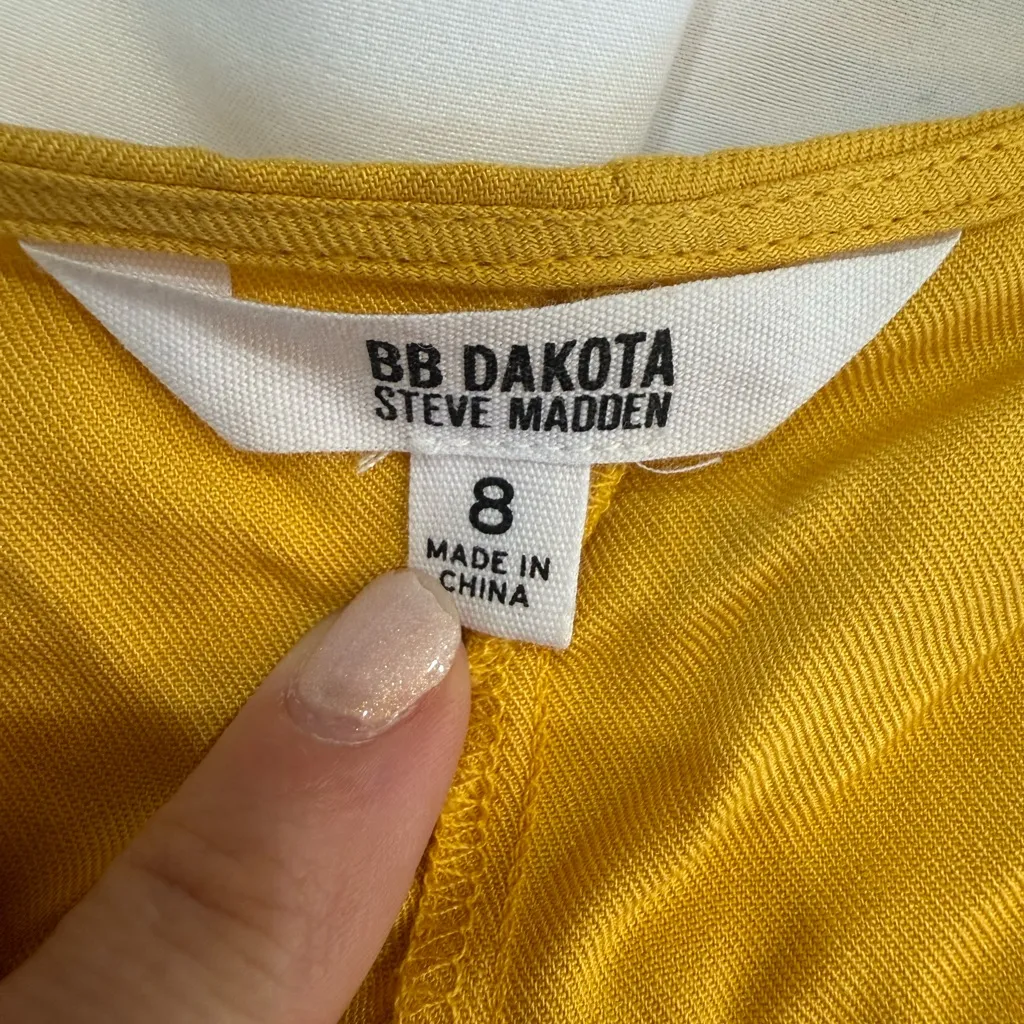 BB DAKOTA
STEVE MADDEN
8
MADE IN
CHINA